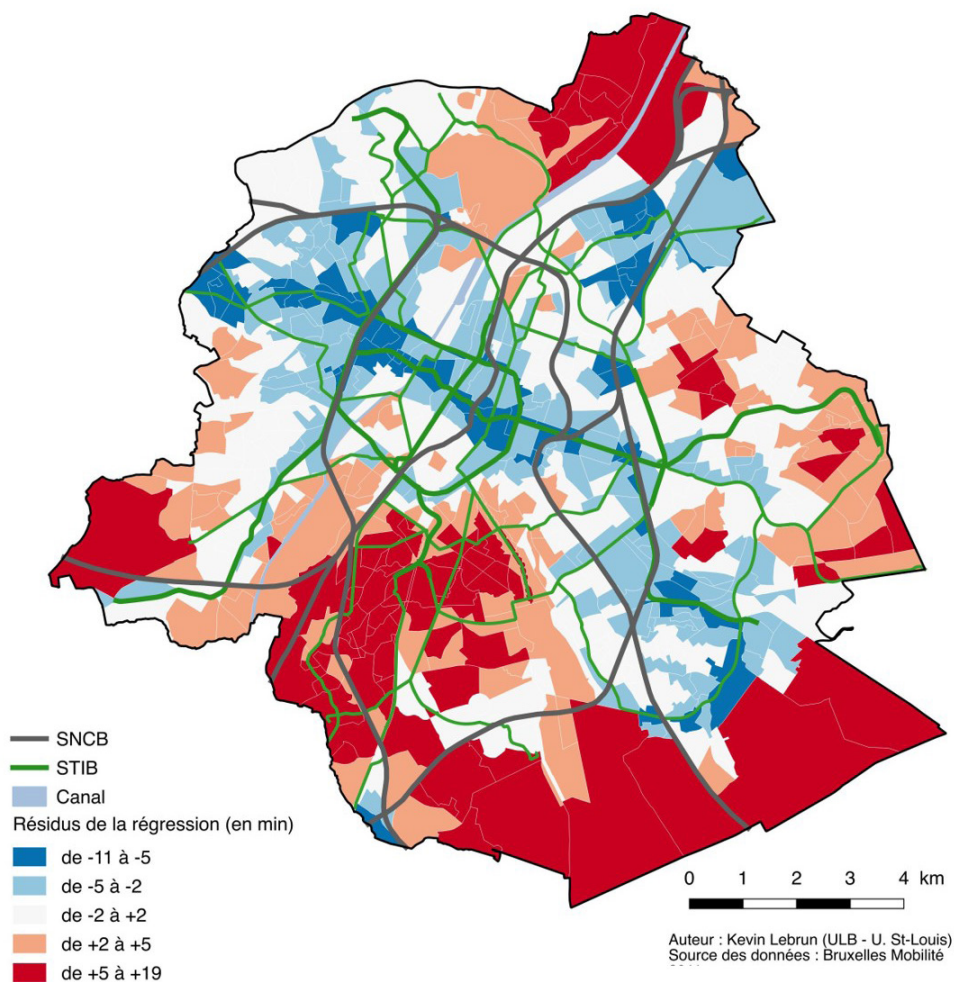 SNCB
STIB
Canal
Résidus de la régression (en min)
de -11 à -5
de -5 à -2
de -2 à +2
de +2 à +5
de +5 à +19
0 1 2 3 4 km
Auteur : Kevin Lebrun (ULB - U. St-Louis)
Source des données : Bruxelles Mobilité